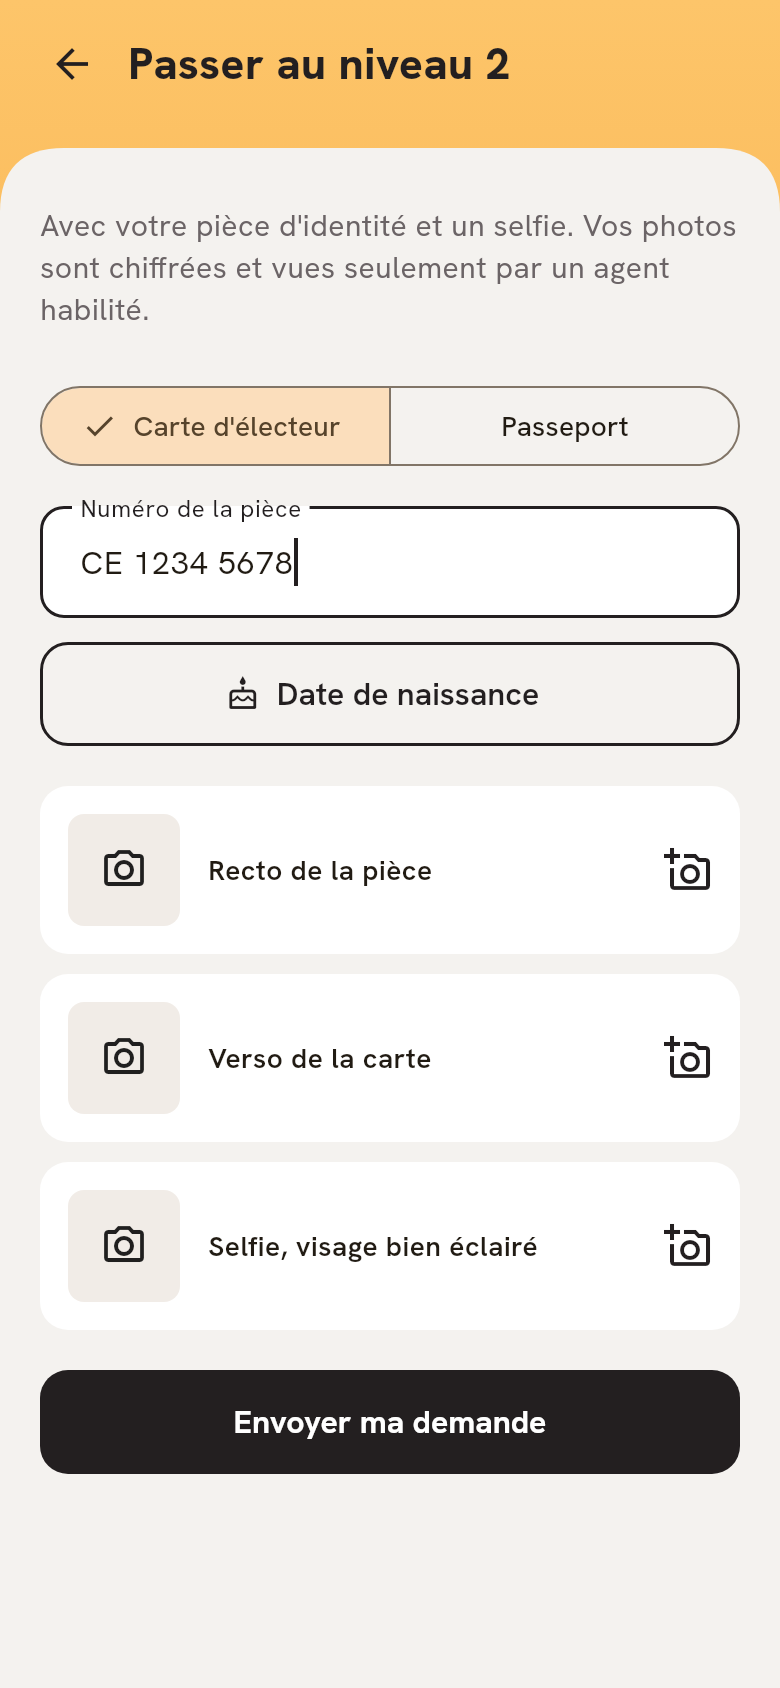 Passer au niveau 2
Avec votre pièce d'identité et un selfie. Vos photos
sont chiffrées et vues seulement par un agent
habilité.
Carte d'électeur
Passeport
Numéro de la pièce
CE 1234 5678
Date de naissance
Recto de la pièce
Verso de la carte
Selfie, visage bien éclairé
Envoyer ma demande